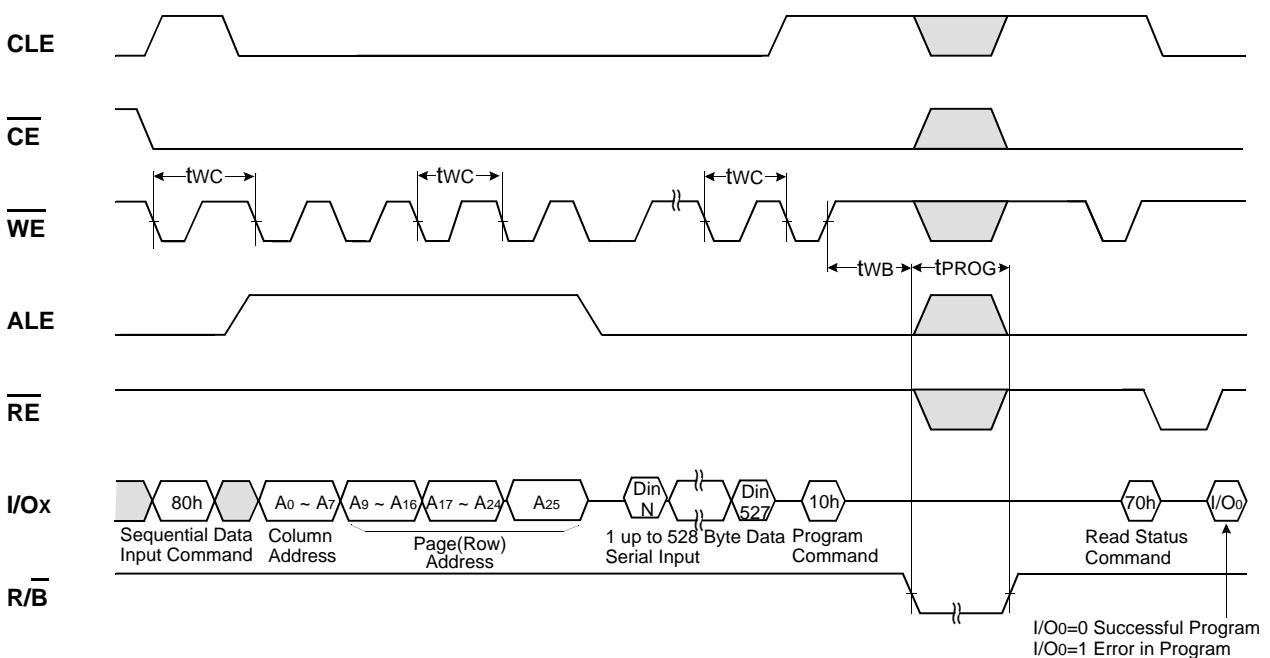 CLE
CE
tWC
tWC
tWC
WE
tWB
tPROG
ALE
RE
I/Ox
80h
A0 ~ A7
A9 ~ A16
A17 ~ A24
A25
Din
N
Din
527
10h
70h
I/O0
Sequential Data
Input Command
Column
Address
Page(Row)
Address
1 up to 528 Byte Data
Serial Input
Program
Command
Read Status
Command
R/B
I/O0=0 Successful Program
I/O0=1 Error in Program